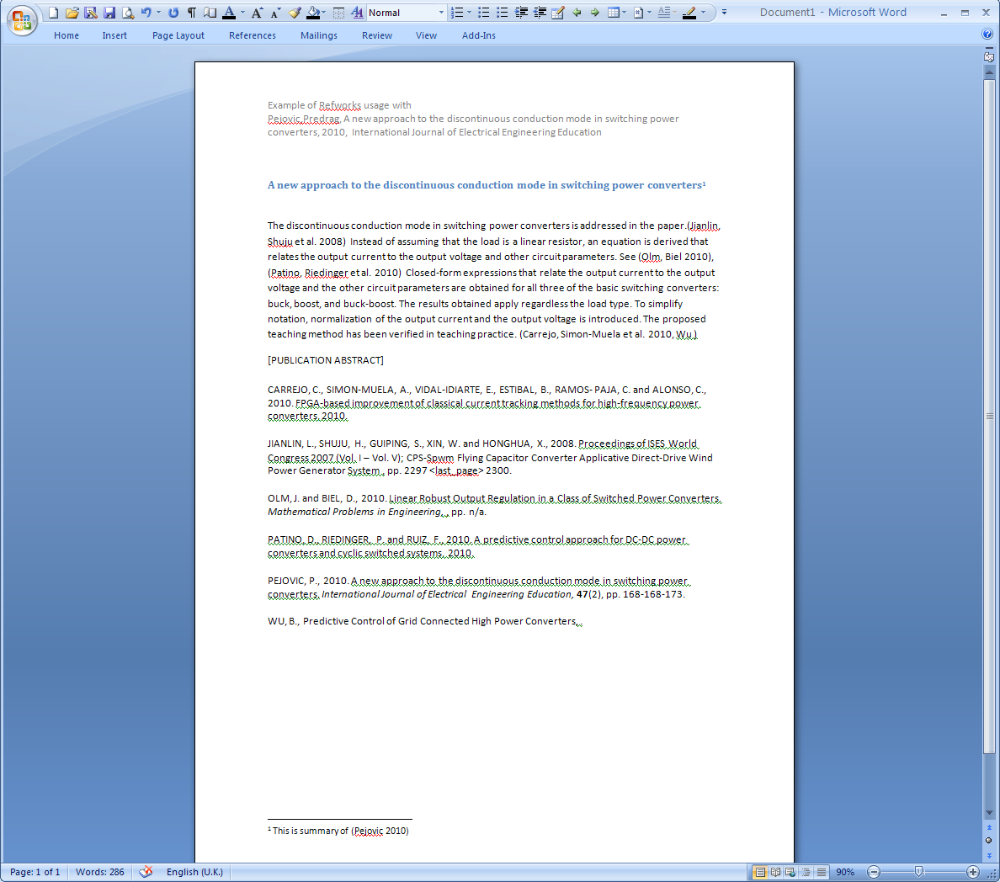 Normal
Document1 - Microsoft Word
Home Insert Page Layout References Mailings Review View Add-Ins
Example of Refworks usage with
Pejovic,Predrag, A new approach to the discontinuous conduction mode in switching power
converters, 2010, International Journal of Electrical Engineering Education
A new approach to the discontinuous conduction mode in switching power converters¹
The discontinuous conduction mode in switching power converters is addressed in the paper.(Jianlin,
Shuju et al. 2008) Instead of assuming that the load is a linear resistor, an equation is derived that
relates the output current to the output voltage and other circuit parameters. See (Olm, Biel 2010),
(Patino, Riedinger et al. 2010) Closed-form expressions that relate the output current to the output
voltage and the other circuit parameters are obtained for all three of the basic switching converters:
buck, boost, and buck-boost. The results obtained apply regardless the load type. To simplify
notation, normalization of the output current and the output voltage is introduced. The proposed
teaching method has been verified in teaching practice. (Carrejo, Simon-Muela et al. 2010, Wu )
[PUBLICATION ABSTRACT]
CARREJO, C., SIMON-MUELA, A., VIDAL-IDIARTE, E., ESTIBAL, B., RAMOS- PAJA, C. and ALONSO, C.,
2010. FPGA-based improvement of classical current tracking methods for high-frequency power
converters, 2010.
JIANLIN, L., SHUJU, H., GUIPING, S., XIN, W. and HONGHUA, X., 2008. Proceedings of ISES World
Congress 2007 (Vol. I – Vol. V); CPS-Spwm Flying Capacitor Converter Applicative Direct-Drive Wind
Power Generator System , pp. 2297 <last_page> 2300.
OLM, J. and BIEL, D., 2010. Linear Robust Output Regulation in a Class of Switched Power Converters.
Mathematical Problems in Engineering, , pp. n/a.
PATINO, D., RIEDINGER, P. and RUIZ, F., 2010. A predictive control approach for DC-DC power
converters and cyclic switched systems, 2010.
PEJOVIC, P., 2010. A new approach to the discontinuous conduction mode in switching power
converters. International Journal of Electrical Engineering Education, 47(2), pp. 168-168-173.
WU, B., Predictive Control of Grid Connected High Power Converters, .
¹ This is summary of (Pejovic 2010)
Page: 1 of 1 Words: 286 English (U.K.) 90%